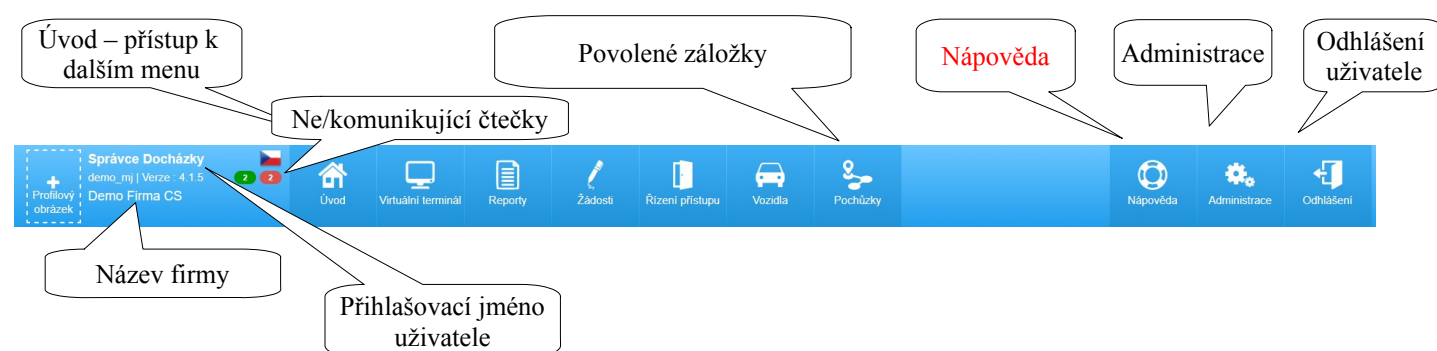 Úvod – přístup k
dalším menu
Povolené záložky
Nápověda
Administrace
Odhlášení
uživatele
Ne/komunikující čtečky
Správce Docházky
demo_mj | Verze : 4.1.5
2 2
Demo Firma CS
Profilový
obrázek
Úvod
Virtuální terminál
Reporty
Žádosti
Řízení přístupu
Vozidla
Pochůzky
Nápověda
Administrace
Odhlášení
Název firmy
Přihlašovací jméno
uživatele